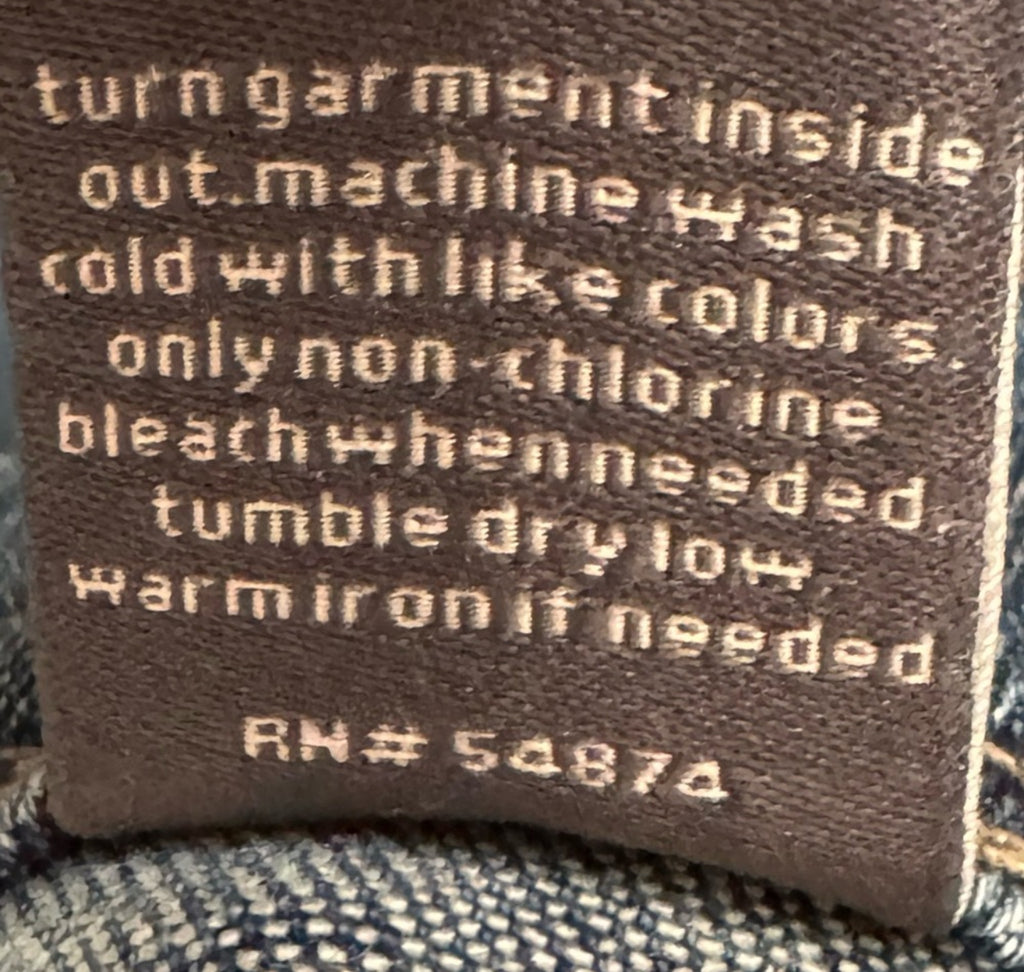 turn garment inside
out. machine wash
cold with like colors
only non-chlorine
bleach when needed.
tumble dry low
warm iron if needed
RN# 54874